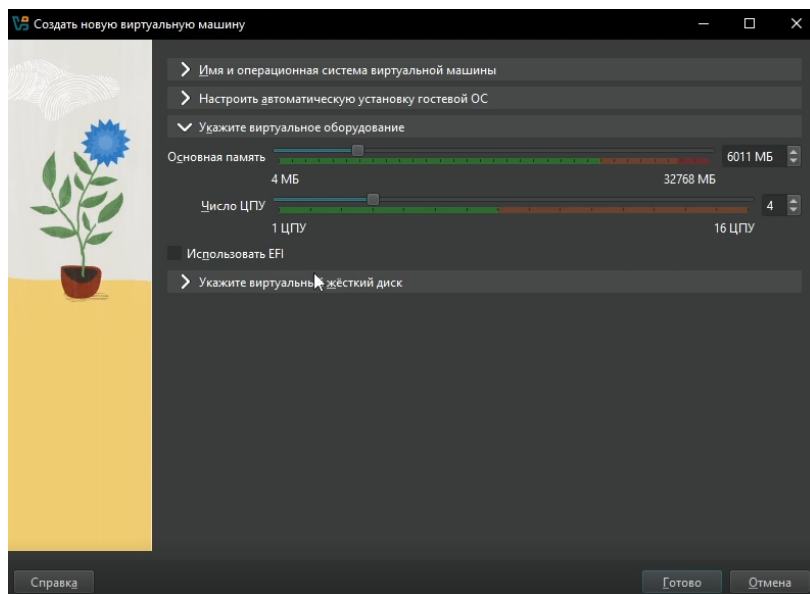 Создать новую виртуальную машину
Имя и операционная система виртуальной машины
Настроить автоматическую установку гостевой ОС
Укажите виртуальное оборудование
Основная память 6011 МБ
4 МБ 32768 МБ
Число ЦПУ 4
1 ЦПУ 16 ЦПУ
Использовать EFI
Укажите виртуальный жёсткий диск
Справка Готово Отмена